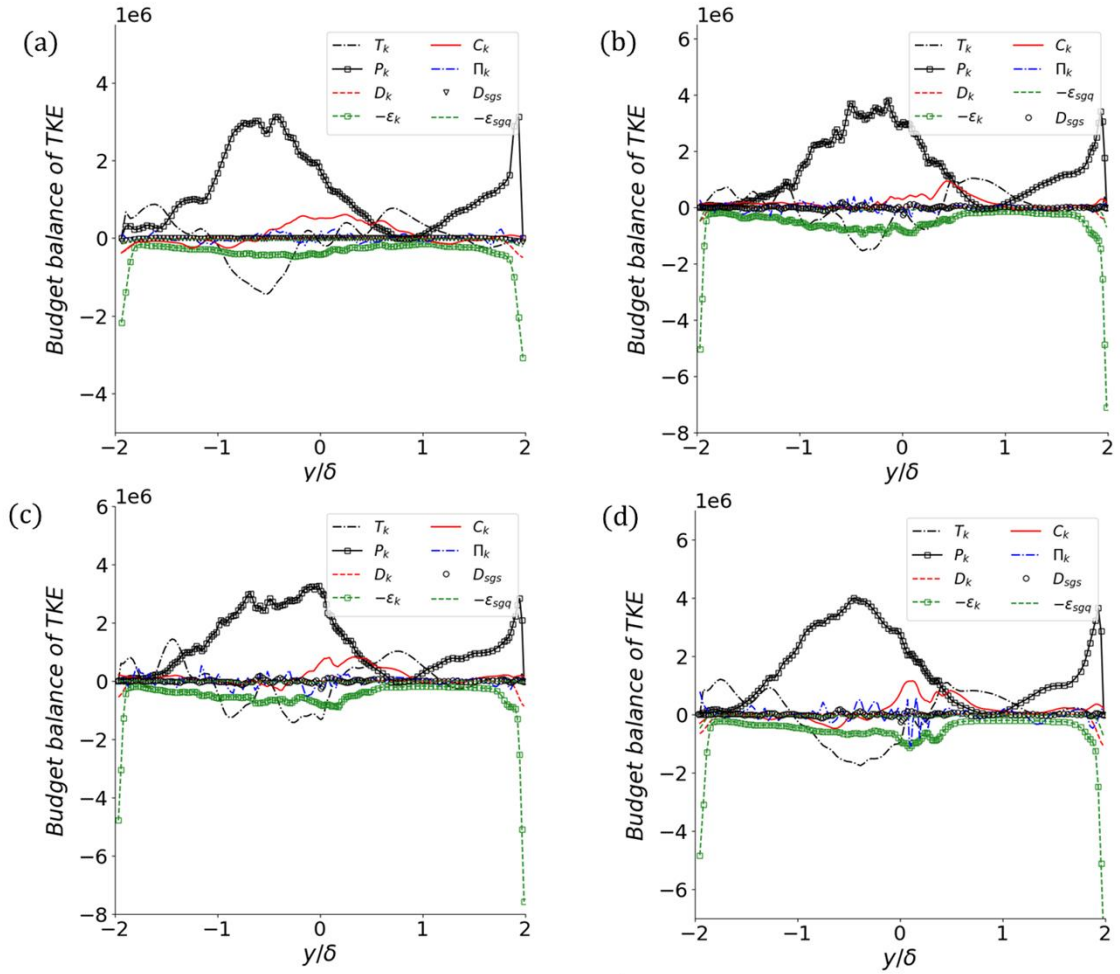 (a)
1e6
T_k C_k
P_k Π_k
D_k D_sgs
−ε_k −ε_sgq
4
2
0
−2
−4
Budget balance of TKE
−2 −1 0 1 2
y/δ
(b)
1e6
T_k C_k
P_k Π_k
D_k −ε_sgq
−ε_k D_sgs
6
4
2
0
−2
−4
−6
−8
Budget balance of TKE
−2 −1 0 1 2
y/δ
(c)
1e6
T_k C_k
P_k Π_k
D_k D_sgs
−ε_k −ε_sgq
6
4
2
0
−2
−4
−6
−8
Budget balance of TKE
−2 −1 0 1 2
y/δ
(d)
1e6
T_k C_k
P_k Π_k
D_k D_sgs
−ε_k −ε_sgq
6
4
2
0
−2
−4
−6
Budget balance of TKE
−2 −1 0 1 2
y/δ